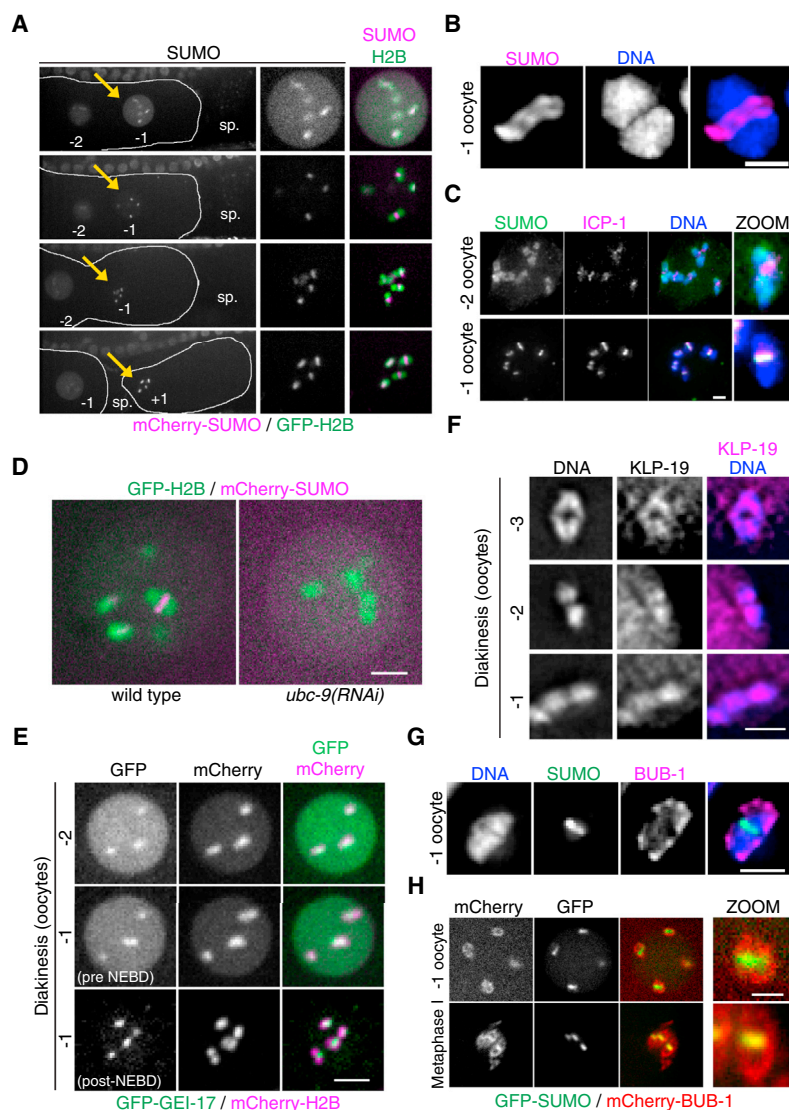 A
SUMO
SUMO
H2B
-2
-1
sp.
-2
-1
sp.
-2
-1
sp.
-1
sp.
+1
mCherry-SUMO / GFP-H2B
B
SUMO
DNA
-1 oocyte
C
SUMO
ICP-1
DNA
ZOOM
-2 oocyte
-1 oocyte
D
GFP-H2B / mCherry-SUMO
wild type
ubc-9(RNAi)
E
GFP
mCherry
GFP
mCherry
Diakinesis (oocytes)
-2
-1
(pre NEBD)
-1
(post-NEBD)
GFP-GEI-17 / mCherry-H2B
F
DNA
KLP-19
KLP-19
DNA
Diakinesis (oocytes)
-3
-2
-1
G
DNA
SUMO
BUB-1
-1 oocyte
H
mCherry
GFP
ZOOM
-1 oocyte
Metaphase I
GFP-SUMO / mCherry-BUB-1